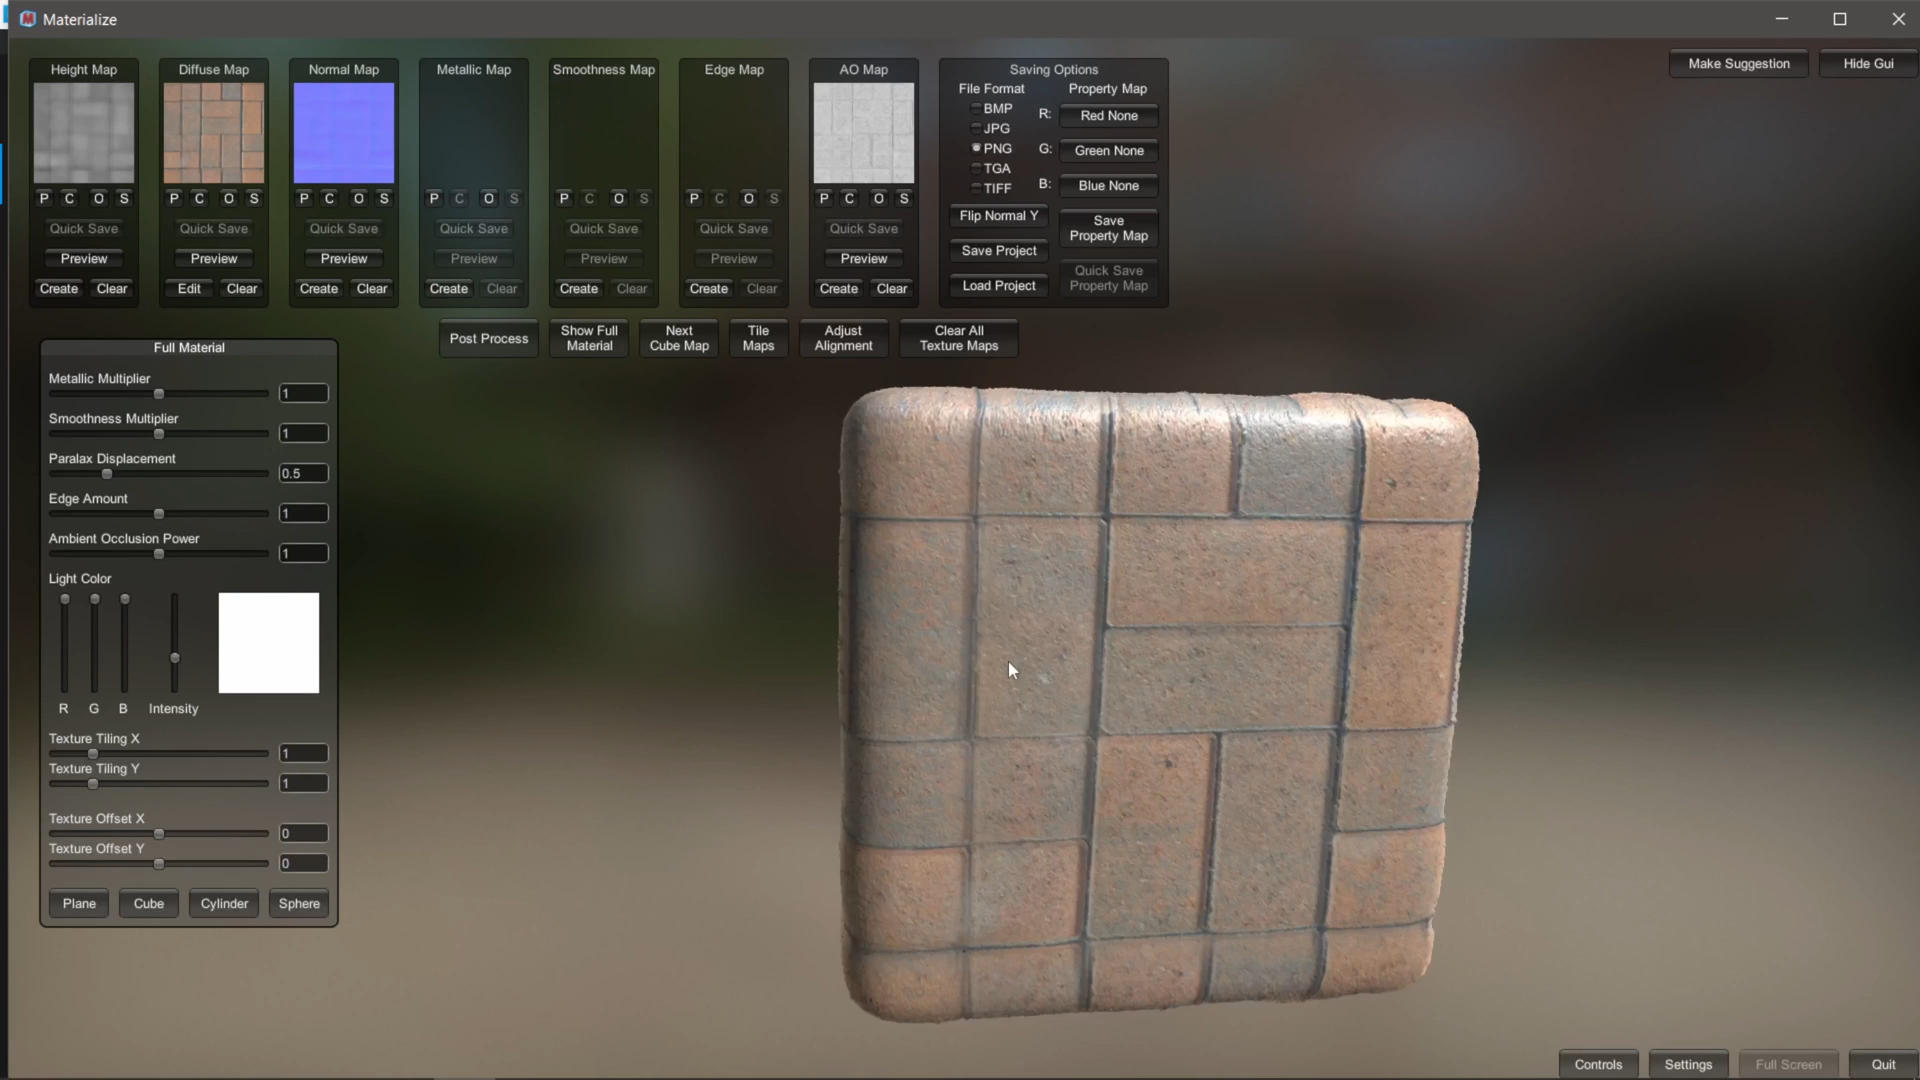 Materialize
Make Suggestion
Hide Gui
Height Map
Diffuse Map
Normal Map
Metallic Map
Smoothness Map
Edge Map
AO Map
P C O S
P C O S
P C O S
P C O S
P C O S
P C O S
P C O S
Quick Save
Quick Save
Quick Save
Quick Save
Quick Save
Quick Save
Quick Save
Preview
Preview
Preview
Preview
Preview
Preview
Preview
Create Clear
Edit Clear
Create Clear
Create Clear
Create Clear
Create Clear
Create Clear
Saving Options
File Format
Property Map
BMP
JPG
PNG
TGA
TIFF
R: Red None
G: Green None
B: Blue None
Flip Normal Y
Save Project
Load Project
Save
Property Map
Quick Save
Property Map
Post Process
Show Full
Material
Next
Cube Map
Tile
Maps
Adjust
Alignment
Clear All
Texture Maps
Full Material
Metallic Multiplier
1
Smoothness Multiplier
1
Paralax Displacement
0.5
Edge Amount
1
Ambient Occlusion Power
1
Light Color
R G B Intensity
Texture Tiling X
1
Texture Tiling Y
1
Texture Offset X
0
Texture Offset Y
0
Plane Cube Cylinder Sphere
Controls Settings Full Screen Quit